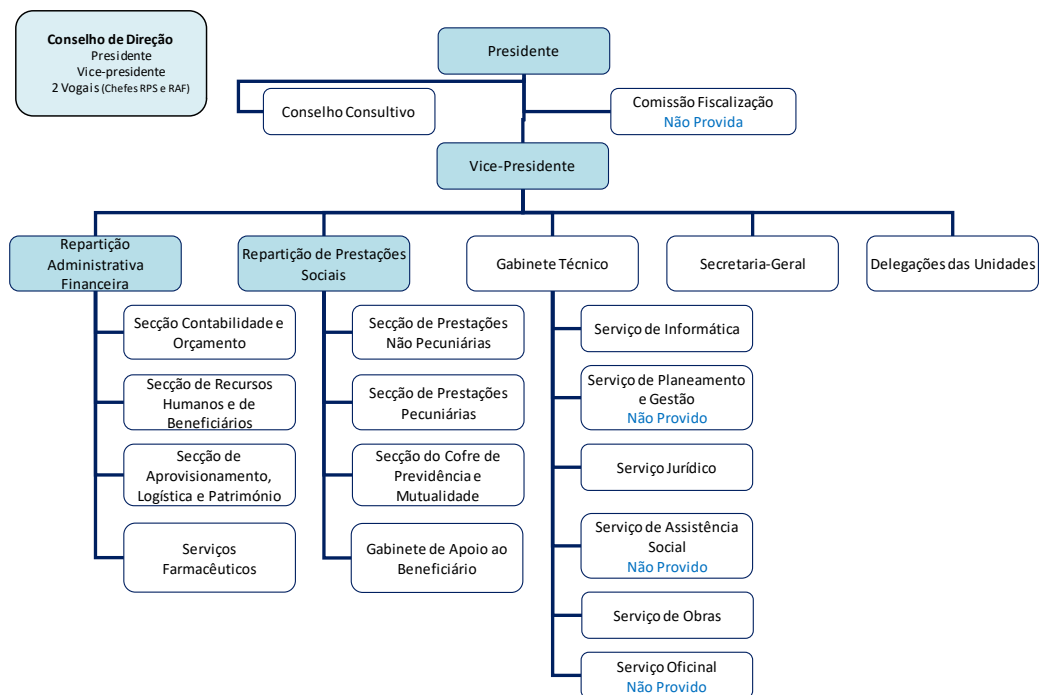 Conselho de Direção
Presidente
Vice-presidente
2 Vogais (Chefes RPS e RAF)
Presidente
Conselho Consultivo
Comissão Fiscalização
Não Provida
Vice-Presidente
Repartição
Administrativa
Financeira
Repartição de Prestações
Sociais
Gabinete Técnico
Secretaria-Geral
Delegações das Unidades
Secção Contabilidade e
Orçamento
Secção de Recursos
Humanos e de
Beneficiários
Secção de
Aprovisionamento,
Logística e Património
Serviços
Farmacêuticos
Secção de Prestações
Não Pecuniárias
Secção de Prestações
Pecuniárias
Secção do Cofre de
Previdência e
Mutualidade
Gabinete de Apoio ao
Beneficiário
Serviço de Informática
Serviço de Planeamento
e Gestão
Não Provido
Serviço Jurídico
Serviço de Assistência
Social
Não Provido
Serviço de Obras
Serviço Oficinal
Não Provido